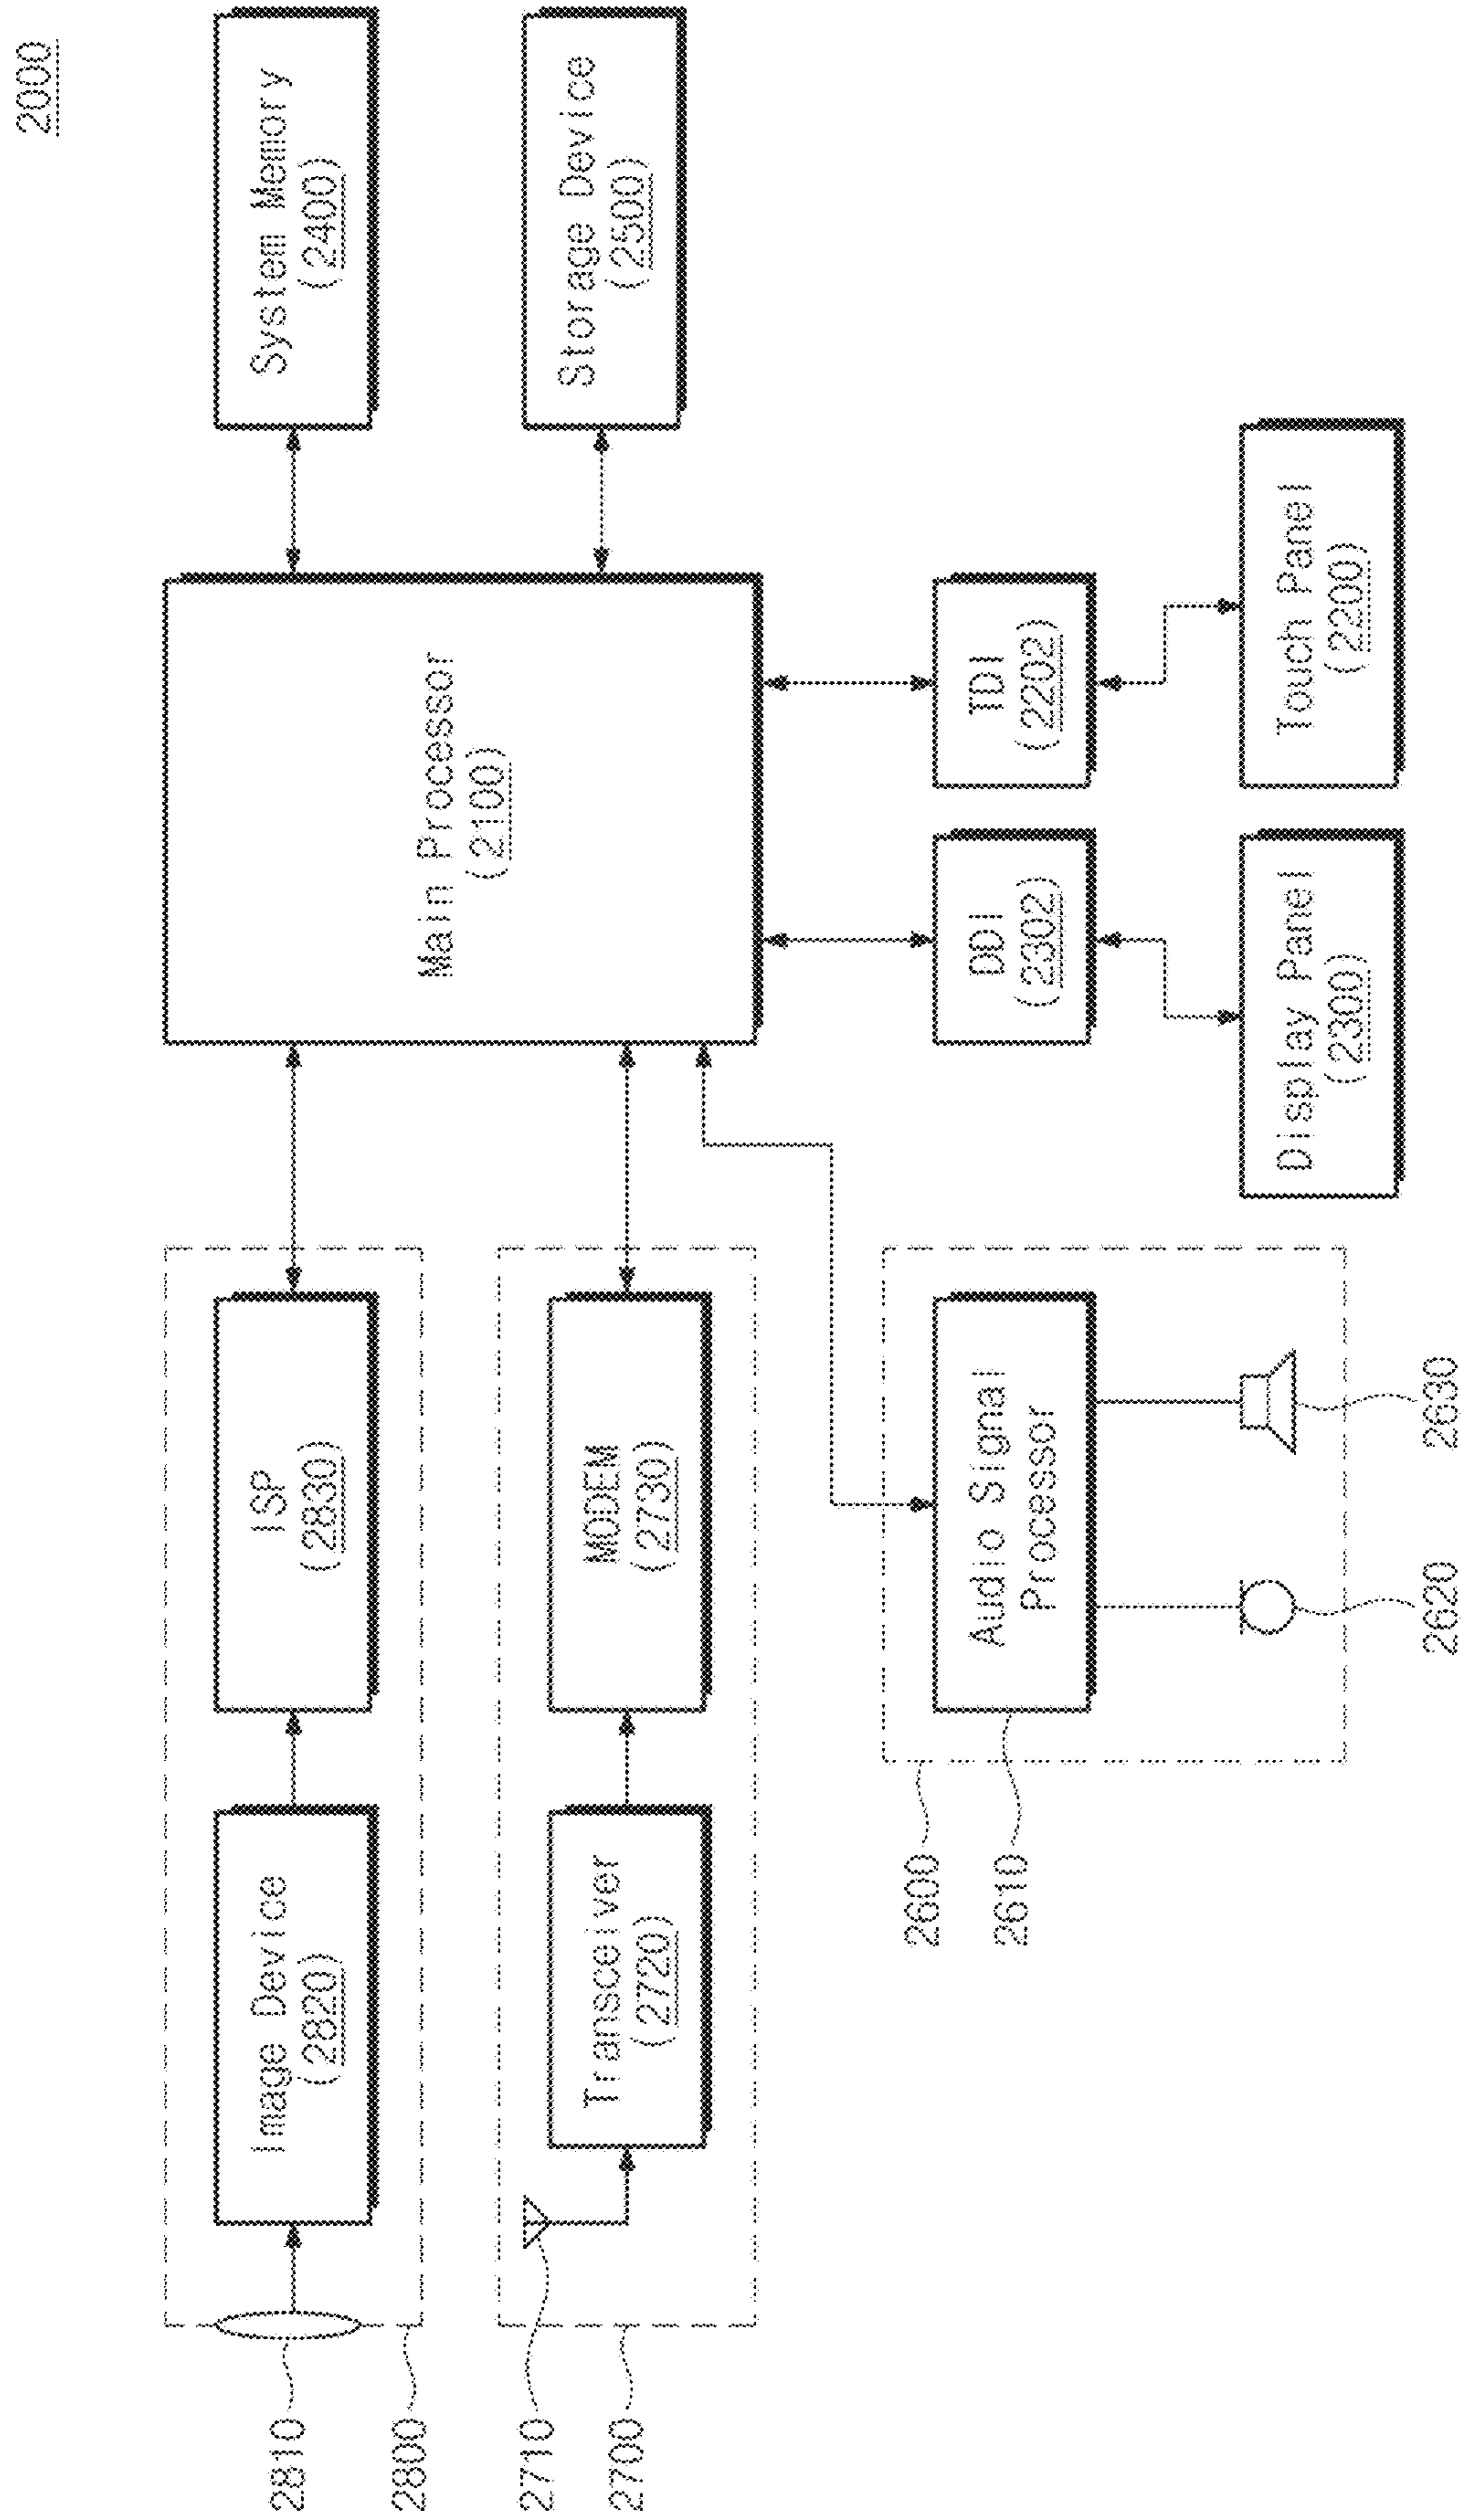 2000
2810
2800
Image Device
(2820)
ISP
(2830)
Main Processor
(2100)
System Memory
(2400)
Storage Device
(2500)
2710
2700
Transceiver
(2720)
MODEM
(2730)
2600
2610
Audio Signal
Processor
2620
2630
DDI
(2302)
TDI
(2202)
Display Panel
(2300)
Touch Panel
(2200)